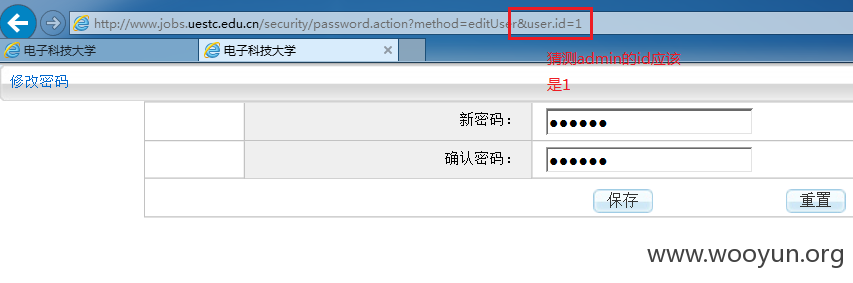 http://www.jobs.uestc.edu.cn/security/password.action?method=editUser&user.id=1
电子科技大学
电子科技大学
猜测admin的id应该
是1
修改密码
新密码：
确认密码：
保存
重置
www.wooyun.org